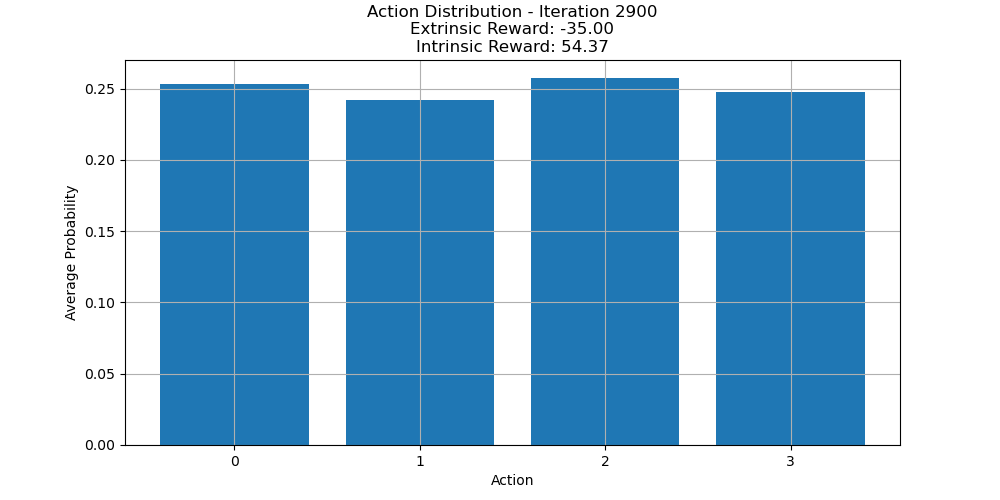 Action Distribution - Iteration 2900
Extrinsic Reward: -35.00
Intrinsic Reward: 54.37
Average Probability
0.25
0.20
0.15
0.10
0.05
0.00
0 1 2 3
Action